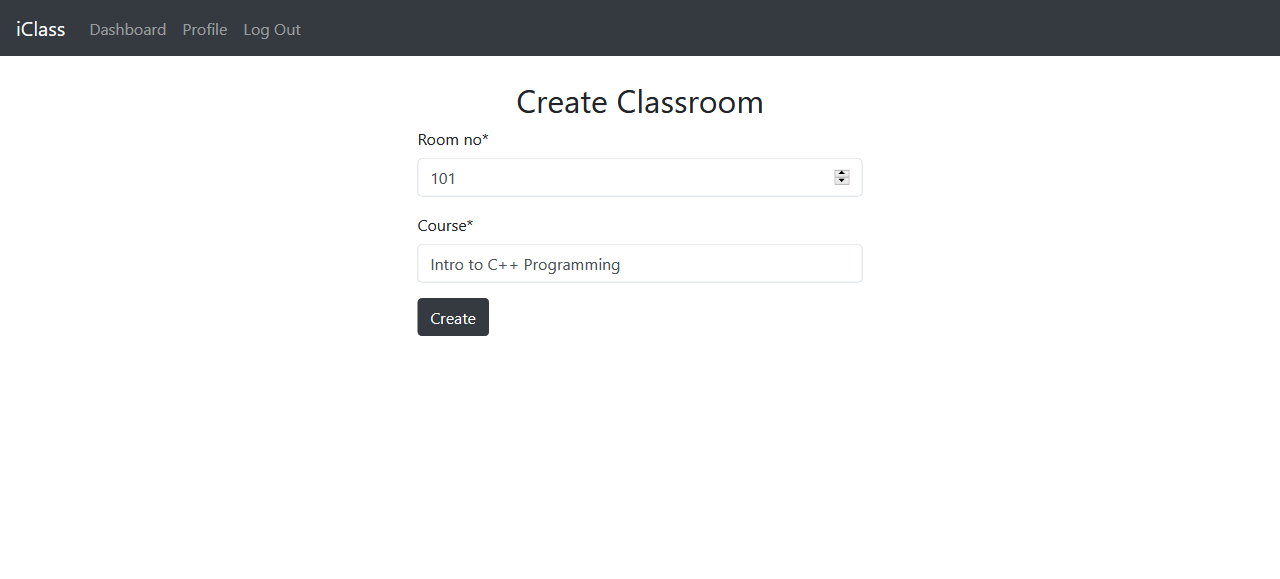 iClass Dashboard Profile Log Out
Create Classroom
Room no*
101
Course*
Intro to C++ Programming
Create